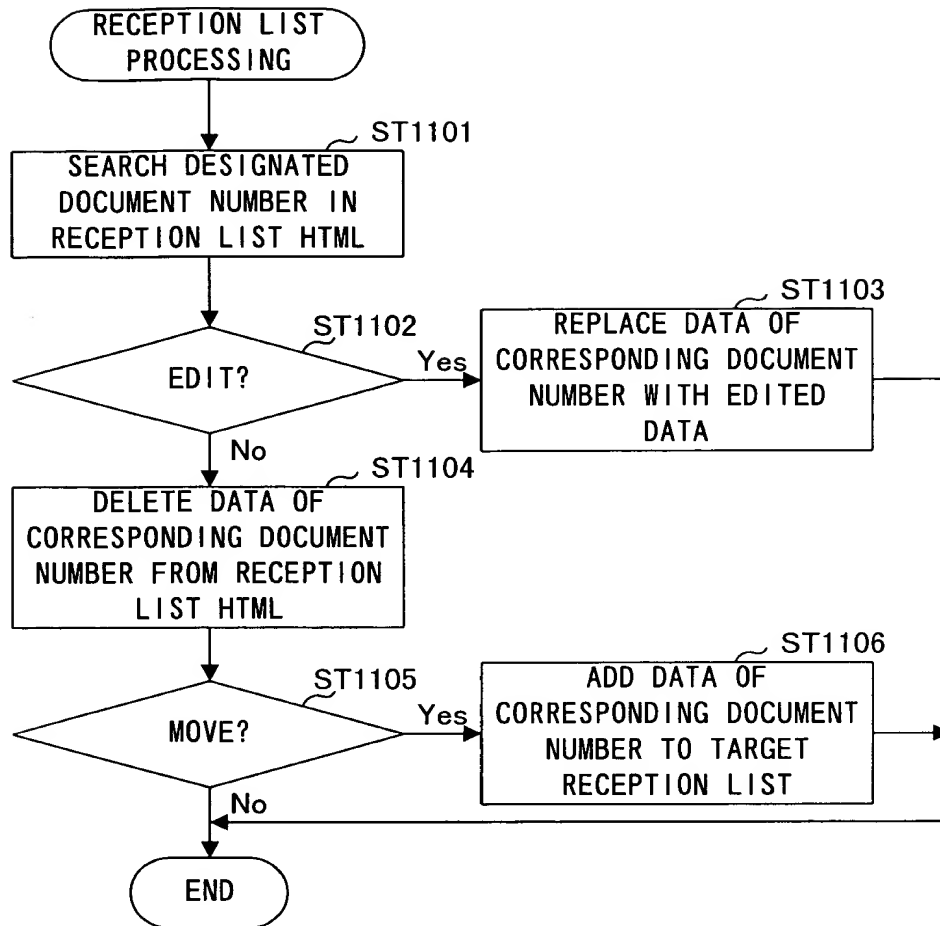 RECEPTION LIST
PROCESSING
ST1101
SEARCH DESIGNATED
DOCUMENT NUMBER IN
RECEPTION LIST HTML
ST1102
EDIT?
Yes
No
ST1103
REPLACE DATA OF
CORRESPONDING DOCUMENT
NUMBER WITH EDITED
DATA
ST1104
DELETE DATA OF
CORRESPONDING DOCUMENT
NUMBER FROM RECEPTION
LIST HTML
ST1105
MOVE?
Yes
No
ST1106
ADD DATA OF
CORRESPONDING DOCUMENT
NUMBER TO TARGET
RECEPTION LIST
END